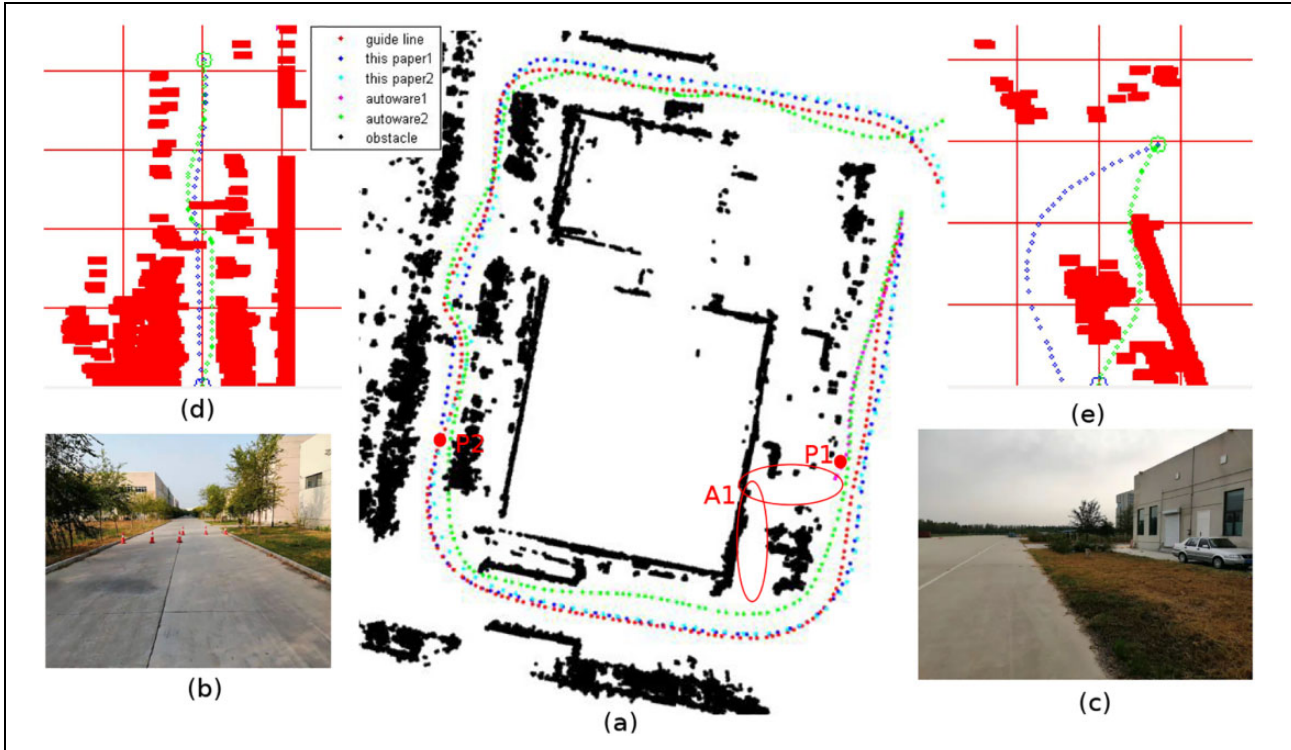 guide line
this paper1
this paper2
autoware1
autoware2
obstacle
P2
P1
A1
(d)
(e)
(b)
(a)
(c)